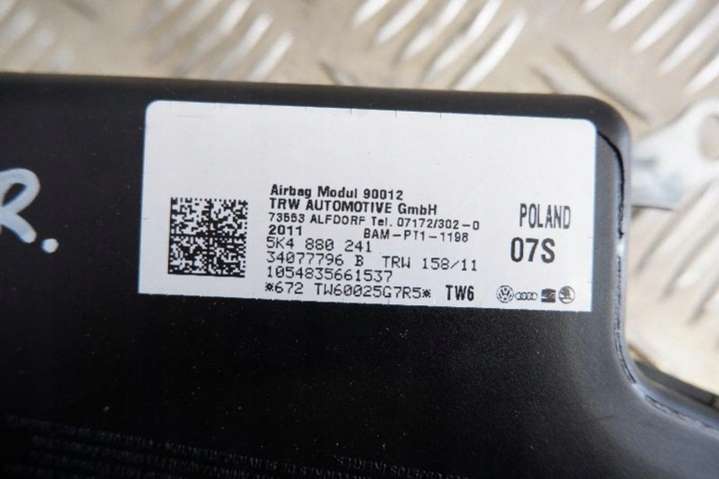 R.
Airbag Modul 90012
TRW AUTOMOTIVE GmbH
73553 ALFDORF Tel. 07172/302-0
2011 BAM-PT1-1198
5K4 880 241
34077796 B TRW 158/11
1054835661537
*672 TW60025G7R5* TW6
POLAND
07S